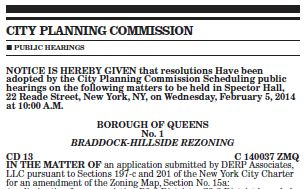 CITY PLANNING COMMISSION
■ PUBLIC HEARINGS
NOTICE IS HEREBY GIVEN that resolutions Have been
adopted by the City Planning Commission Scheduling public
hearings on the following matters to be held in Spector Hall,
22 Reade Street, New York, NY, on Wednesday, February 5, 2014
at 10:00 A.M.
BOROUGH OF QUEENS
No. 1
BRADDOCK-HILLSIDE REZONING
CD 13 C 140037 ZMQ
IN THE MATTER OF an application submitted by DERP Associates,
LLC pursuant to Sections 197-c and 201 of the New York City Charter
for an amendment of the Zoning Map, Section No. 15a: